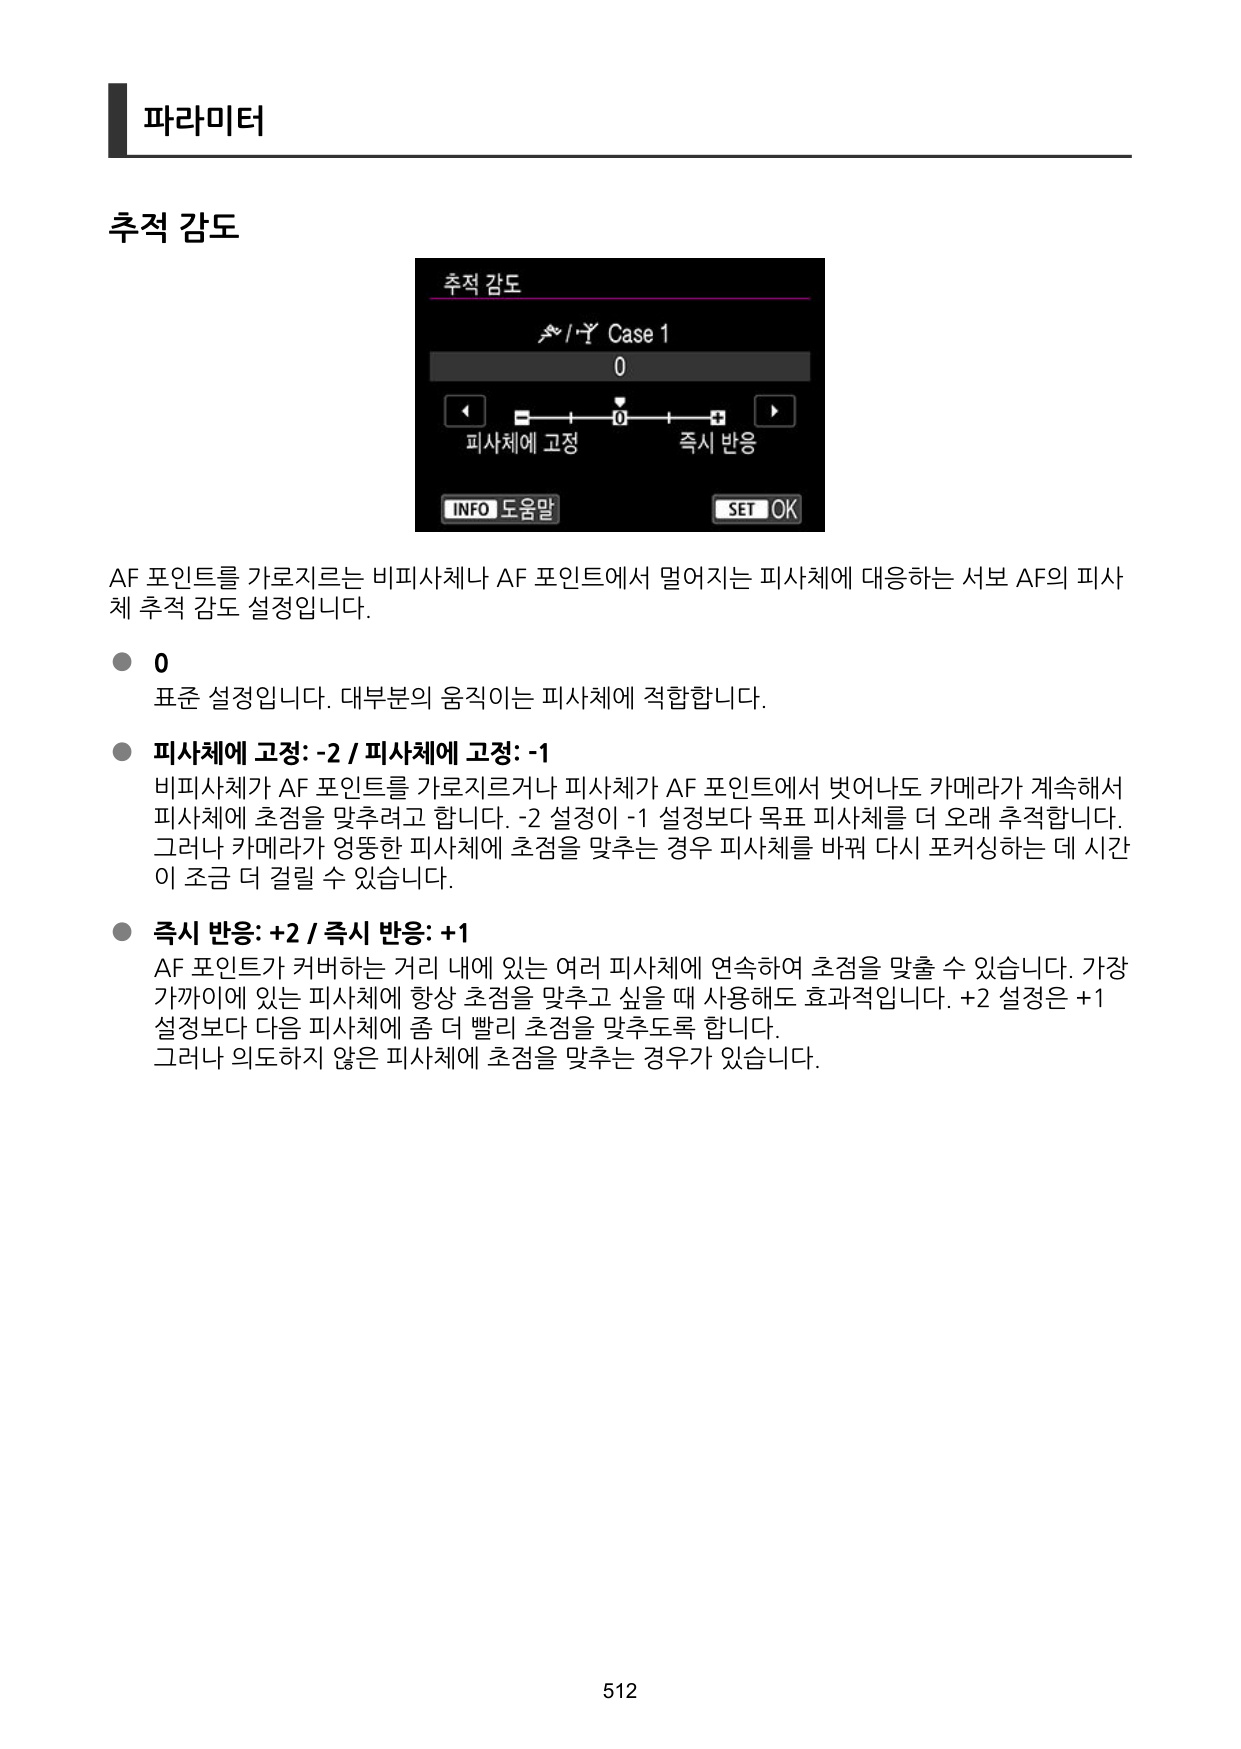 파라미터
추적 감도
추적 감도
Case 1
0
0
피사체에 고정 즉시 반응
INFO 도움말 SET OK
AF 포인트를 가로지르는 비피사체나 AF 포인트에서 멀어지는 피사체에 대응하는 서보 AF의 피사
체 추적 감도 설정입니다.
● 0
표준 설정입니다. 대부분의 움직이는 피사체에 적합합니다.
● 피사체에 고정: -2 / 피사체에 고정: -1
비피사체가 AF 포인트를 가로지르거나 피사체가 AF 포인트에서 벗어나도 카메라가 계속해서
피사체에 초점을 맞추려고 합니다. -2 설정이 -1 설정보다 목표 피사체를 더 오래 추적합니다.
그러나 카메라가 엉뚱한 피사체에 초점을 맞추는 경우 피사체를 바꿔 다시 포커싱하는 데 시간
이 조금 더 걸릴 수 있습니다.
● 즉시 반응: +2 / 즉시 반응: +1
AF 포인트가 커버하는 거리 내에 있는 여러 피사체에 연속하여 초점을 맞출 수 있습니다. 가장
가까이에 있는 피사체에 항상 초점을 맞추고 싶을 때 사용해도 효과적입니다. +2 설정은 +1
설정보다 다음 피사체에 좀 더 빨리 초점을 맞추도록 합니다.
그러나 의도하지 않은 피사체에 초점을 맞추는 경우가 있습니다.
512